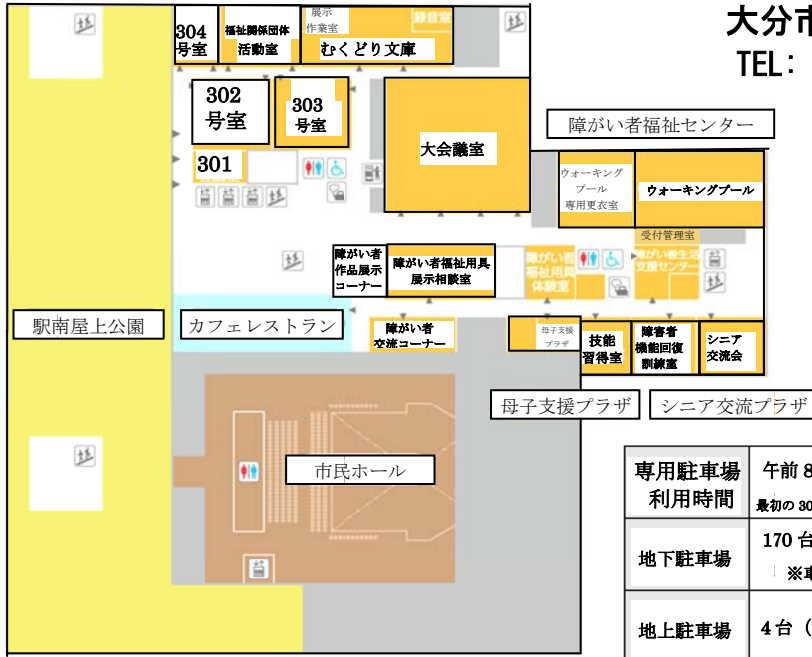 大分市
TEL：
304
号室
福祉関係団体
活動室
展示
作業室
録音室
むくどり文庫
302
号室
303
号室
301
大会議室
障がい者福祉センター
ウォーキング
プール
専用更衣室
ウォーキングプール
受付管理室
障がい者
作品展示
コーナー
障がい者福祉用具
展示相談室
障がい者
福祉用具
体験室
障がい者生活
支援センター
駅南屋上公園
カフェレストラン
障がい者
交流コーナー
母子支援
プラザ
技能
習得室
障害者
機能回復
訓練室
シニア
交流会
母子支援プラザ
シニア交流プラザ
市民ホール
専用駐車場
利用時間
午前 8
最初の 30
地下駐車場
170 台
※車
地上駐車場
4 台（